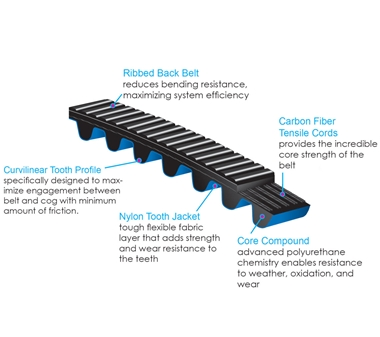 Ribbed Back Belt
reduces bending resistance,
maximizing system efficiency
Carbon Fiber
Tensile Cords
provides the incredible
core strength of the
belt
Curvilinear Tooth Profile
specifically designed to max-
imize engagement between
belt and cog with minimum
amount of friction.
Nylon Tooth Jacket
tough flexible fabric
layer that adds strength
and wear resistance to
the teeth
Core Compound
advanced polyurethane
chemistry enables resistance
to weather, oxidation, and
wear